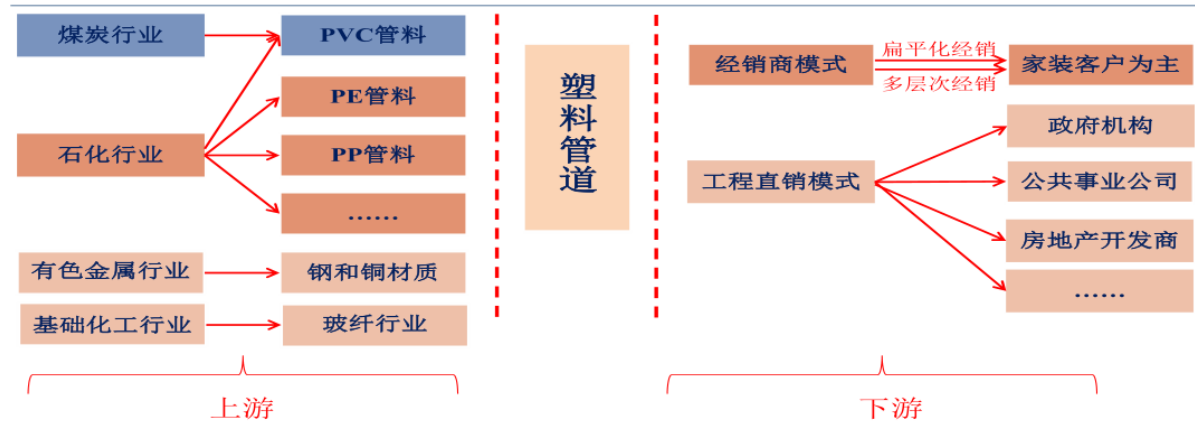 煤炭行业
PVC管料
PE管料
石化行业
PP管料
……
有色金属行业
钢和铜材质
基础化工行业
玻纤行业
上游
塑料管道
经销商模式
扁平化经销
多层次经销
家装客户为主
工程直销模式
政府机构
公共事业公司
房地产开发商
……
下游